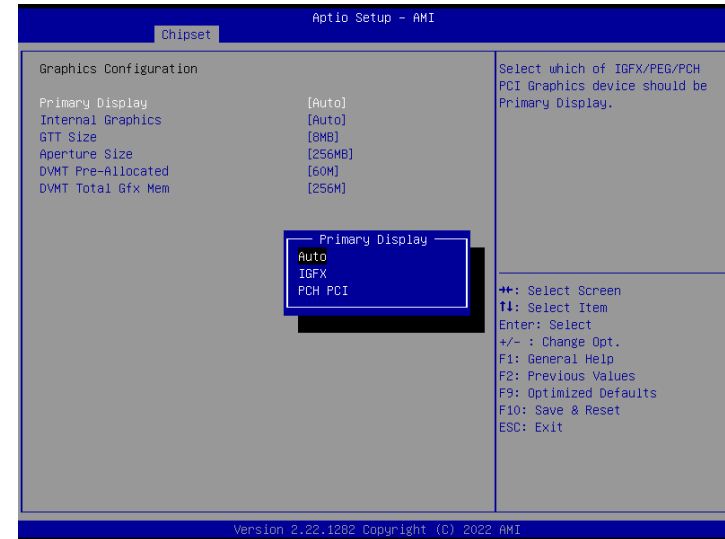 Aptio Setup – AMI
Chipset
Graphics Configuration
Primary Display [Auto]
Internal Graphics [Auto]
GTT Size [8MB]
Aperture Size [256MB]
DVMT Pre-Allocated [60M]
DVMT Total Gfx Mem [256M]
Primary Display
Auto
IGFX
PCH PCI
Select which of IGFX/PEG/PCH
PCI Graphics device should be
Primary Display.
→←: Select Screen
↑↓: Select Item
Enter: Select
+/- : Change Opt.
F1: General Help
F2: Previous Values
F9: Optimized Defaults
F10: Save & Reset
ESC: Exit
Version 2.22.1282 Copyright (C) 2022 AMI